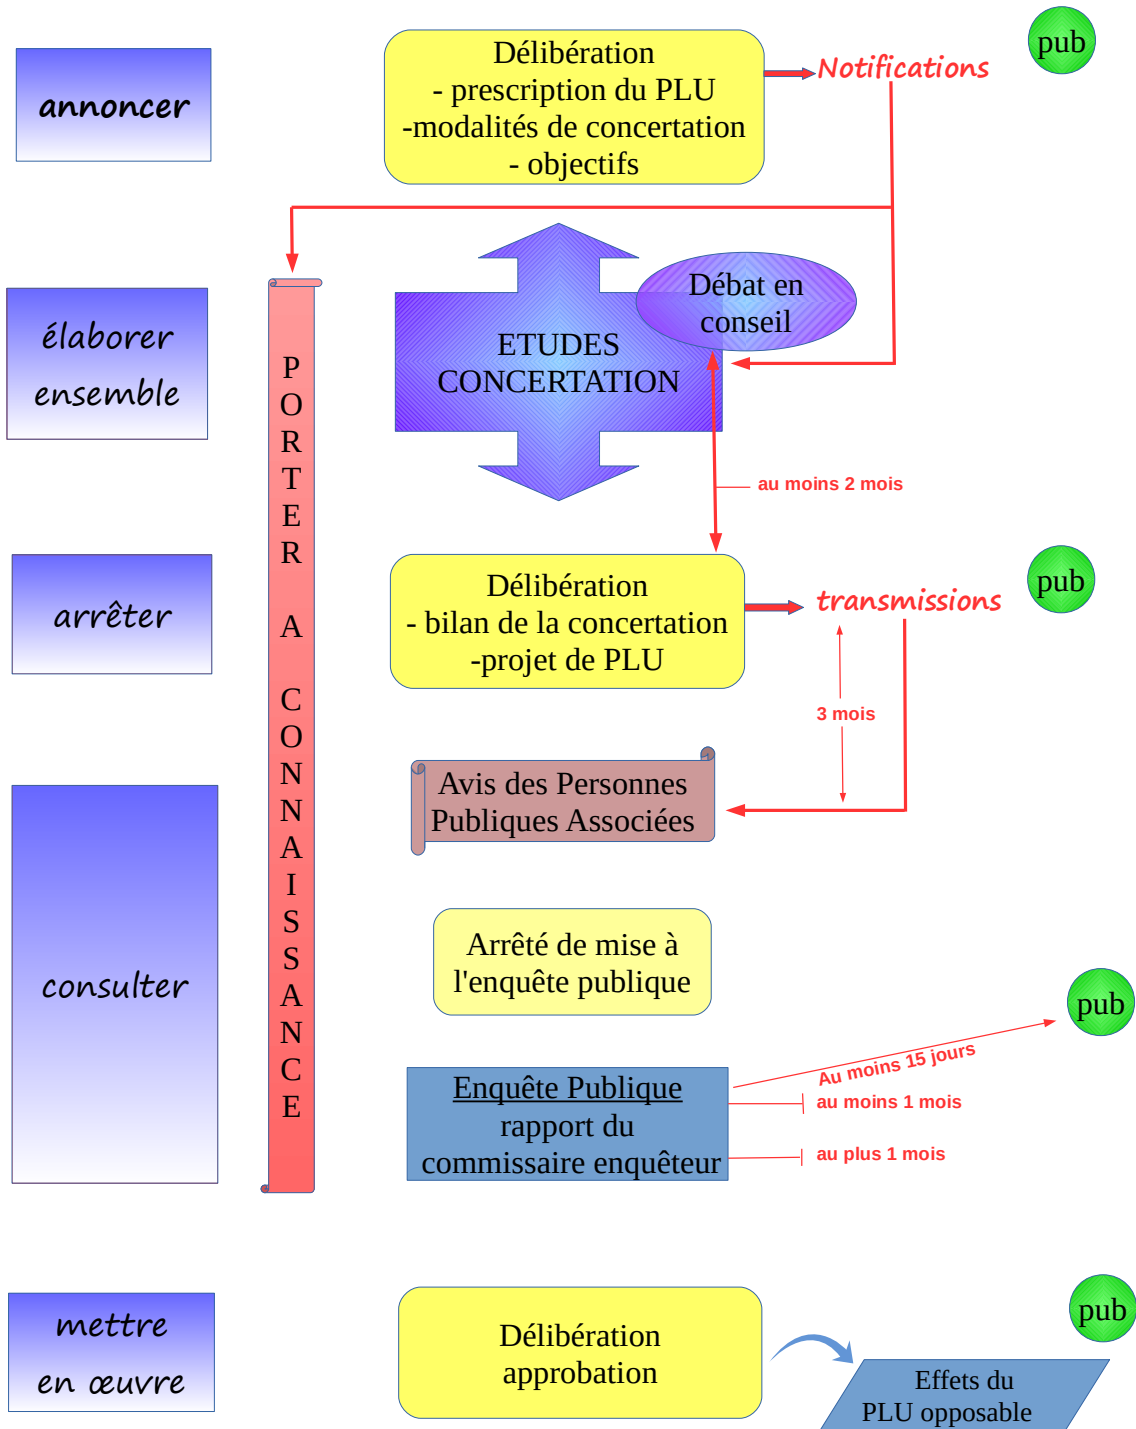 annoncer
Délibération
- prescription du PLU
-modalités de concertation
- objectifs
Notifications
pub
élaborer
ensemble
PORTER A CONNAISSANCE
ETUDES
CONCERTATION
Débat en
conseil
au moins 2 mois
arrêter
Délibération
- bilan de la concertation
-projet de PLU
transmissions
pub
3 mois
Avis des Personnes
Publiques Associées
consulter
Arrêté de mise à
l'enquête publique
pub
Au moins 15 jours
Enquête Publique
rapport du
commissaire enquêteur
au moins 1 mois
au plus 1 mois
mettre
en œuvre
Délibération
approbation
pub
Effets du
PLU opposable